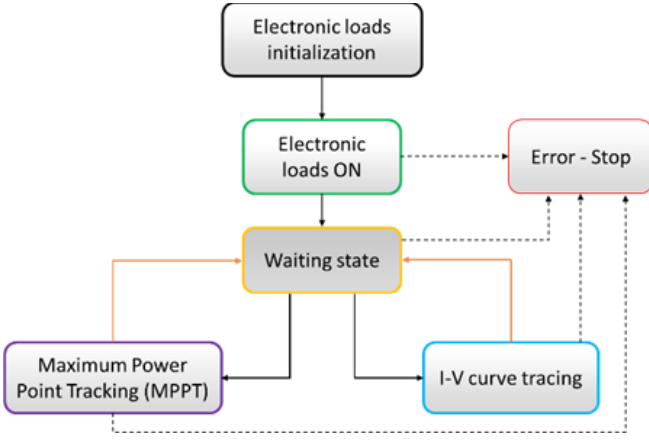 Electronic loads
initialization
Electronic
loads ON
Error - Stop
Waiting state
Maximum Power
Point Tracking (MPPT)
I-V curve tracing